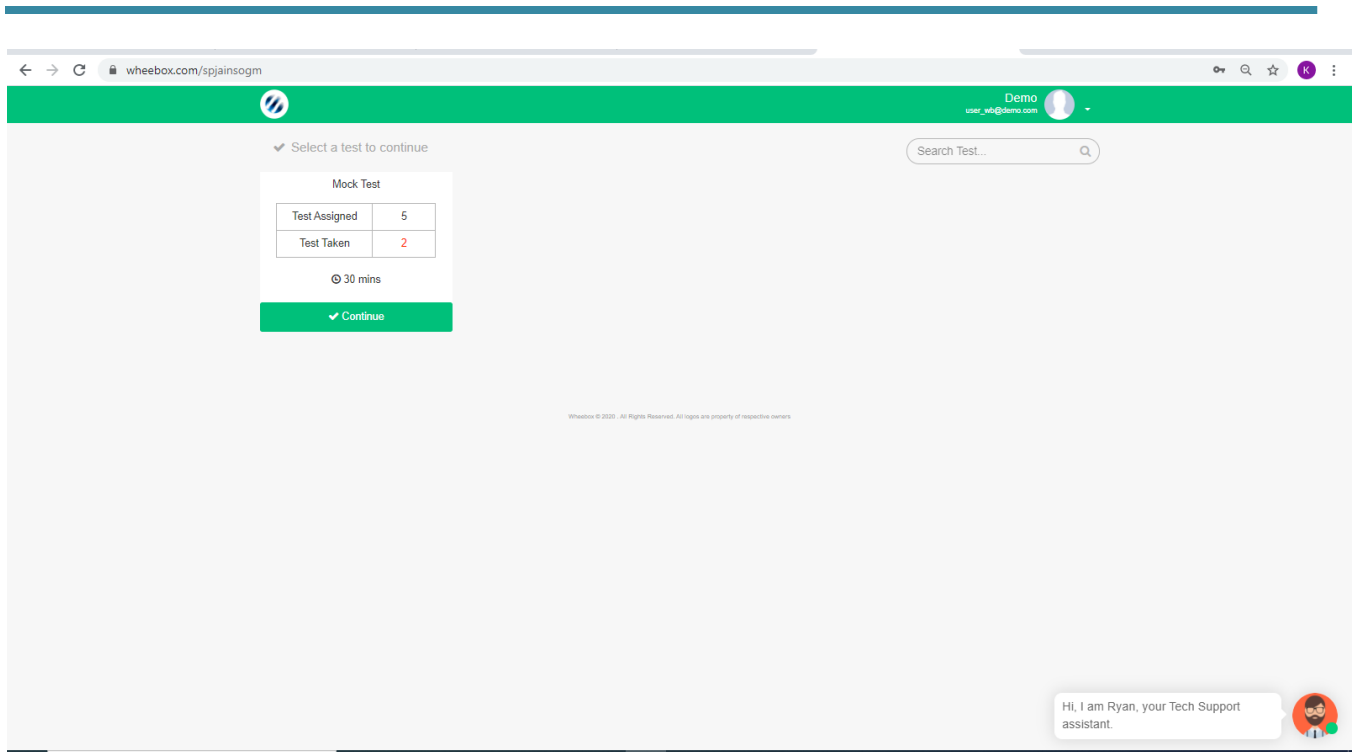 wheebox.com/spjainsogm
K
Demo
user_wb@demo.com
Select a test to continue
Search Test...
Mock Test
Test Assigned 5
Test Taken 2
30 mins
Continue
Wheebox © 2020 . All Rights Reserved. All logos are property of respective owners
Hi, I am Ryan, your Tech Support
assistant.